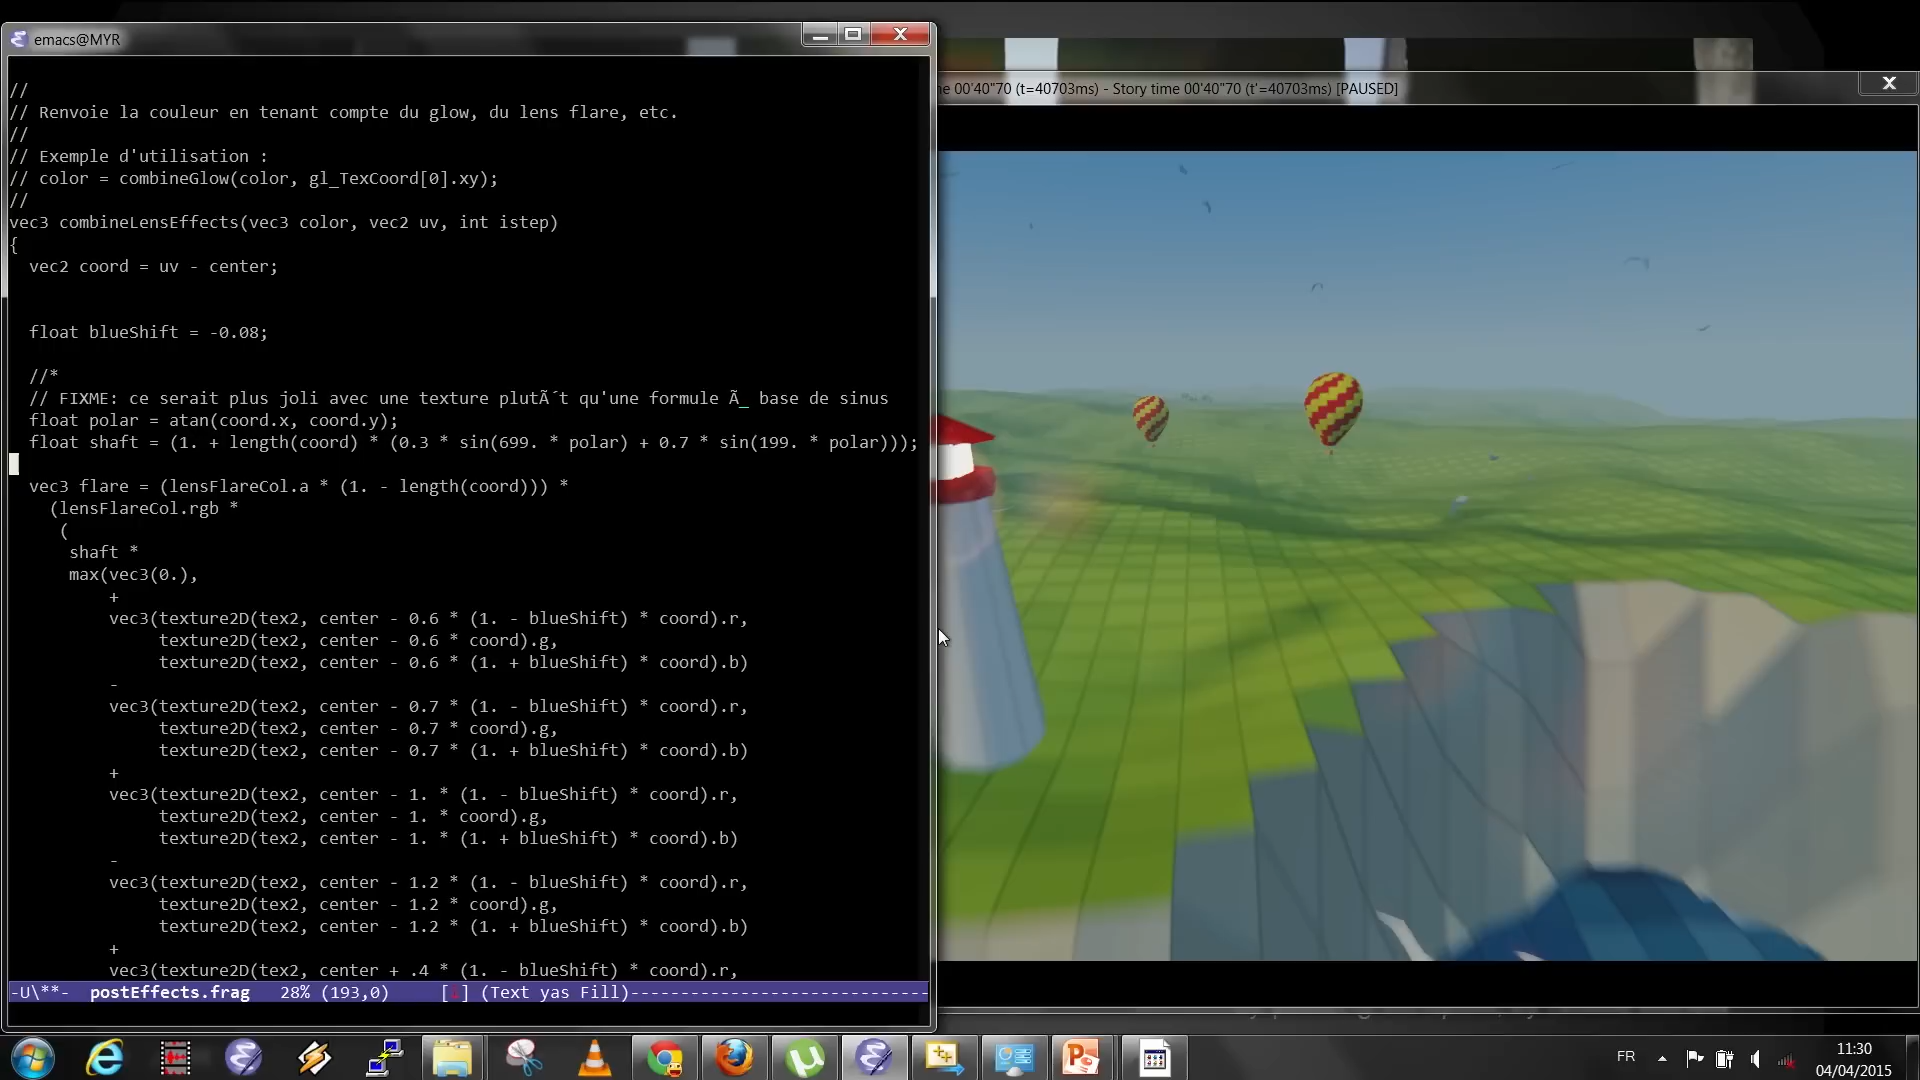 emacs@MYR
//
// Renvoie la couleur en tenant compte du glow, du lens flare, etc.
//
// Exemple d'utilisation :
// color = combineGlow(color, gl_TexCoord[0].xy);
//
vec3 combineLensEffects(vec3 color, vec2 uv, int istep)
{
vec2 coord = uv - center;
float blueShift = -0.08;
//*
// FIXME: ce serait plus joli avec une texture plutÃ´t qu'une formule Ã_ base de sinus
float polar = atan(coord.x, coord.y);
float shaft = (1. + length(coord) * (0.3 * sin(699. * polar) + 0.7 * sin(199. * polar)));
vec3 flare = (lensFlareCol.a * (1. - length(coord))) *
(lensFlareCol.rgb *
(
shaft *
max(vec3(0.),
+
vec3(texture2D(tex2, center - 0.6 * (1. - blueShift) * coord).r,
texture2D(tex2, center - 0.6 * coord).g,
texture2D(tex2, center - 0.6 * (1. + blueShift) * coord).b)
-
vec3(texture2D(tex2, center - 0.7 * (1. - blueShift) * coord).r,
texture2D(tex2, center - 0.7 * coord).g,
texture2D(tex2, center - 0.7 * (1. + blueShift) * coord).b)
+
vec3(texture2D(tex2, center - 1. * (1. - blueShift) * coord).r,
texture2D(tex2, center - 1. * coord).g,
texture2D(tex2, center - 1. * (1. + blueShift) * coord).b)
-
vec3(texture2D(tex2, center - 1.2 * (1. - blueShift) * coord).r,
texture2D(tex2, center - 1.2 * coord).g,
texture2D(tex2, center - 1.2 * (1. + blueShift) * coord).b)
+
vec3(texture2D(tex2, center + .4 * (1. - blueShift) * coord).r,
-U\**- postEffects.frag 28% (193,0) [ ] (Text yas Fill)------------------------------
00'40"70 (t=40703ms) - Story time 00'40"70 (t'=40703ms) [PAUSED]
FR
11:30
04/04/2015